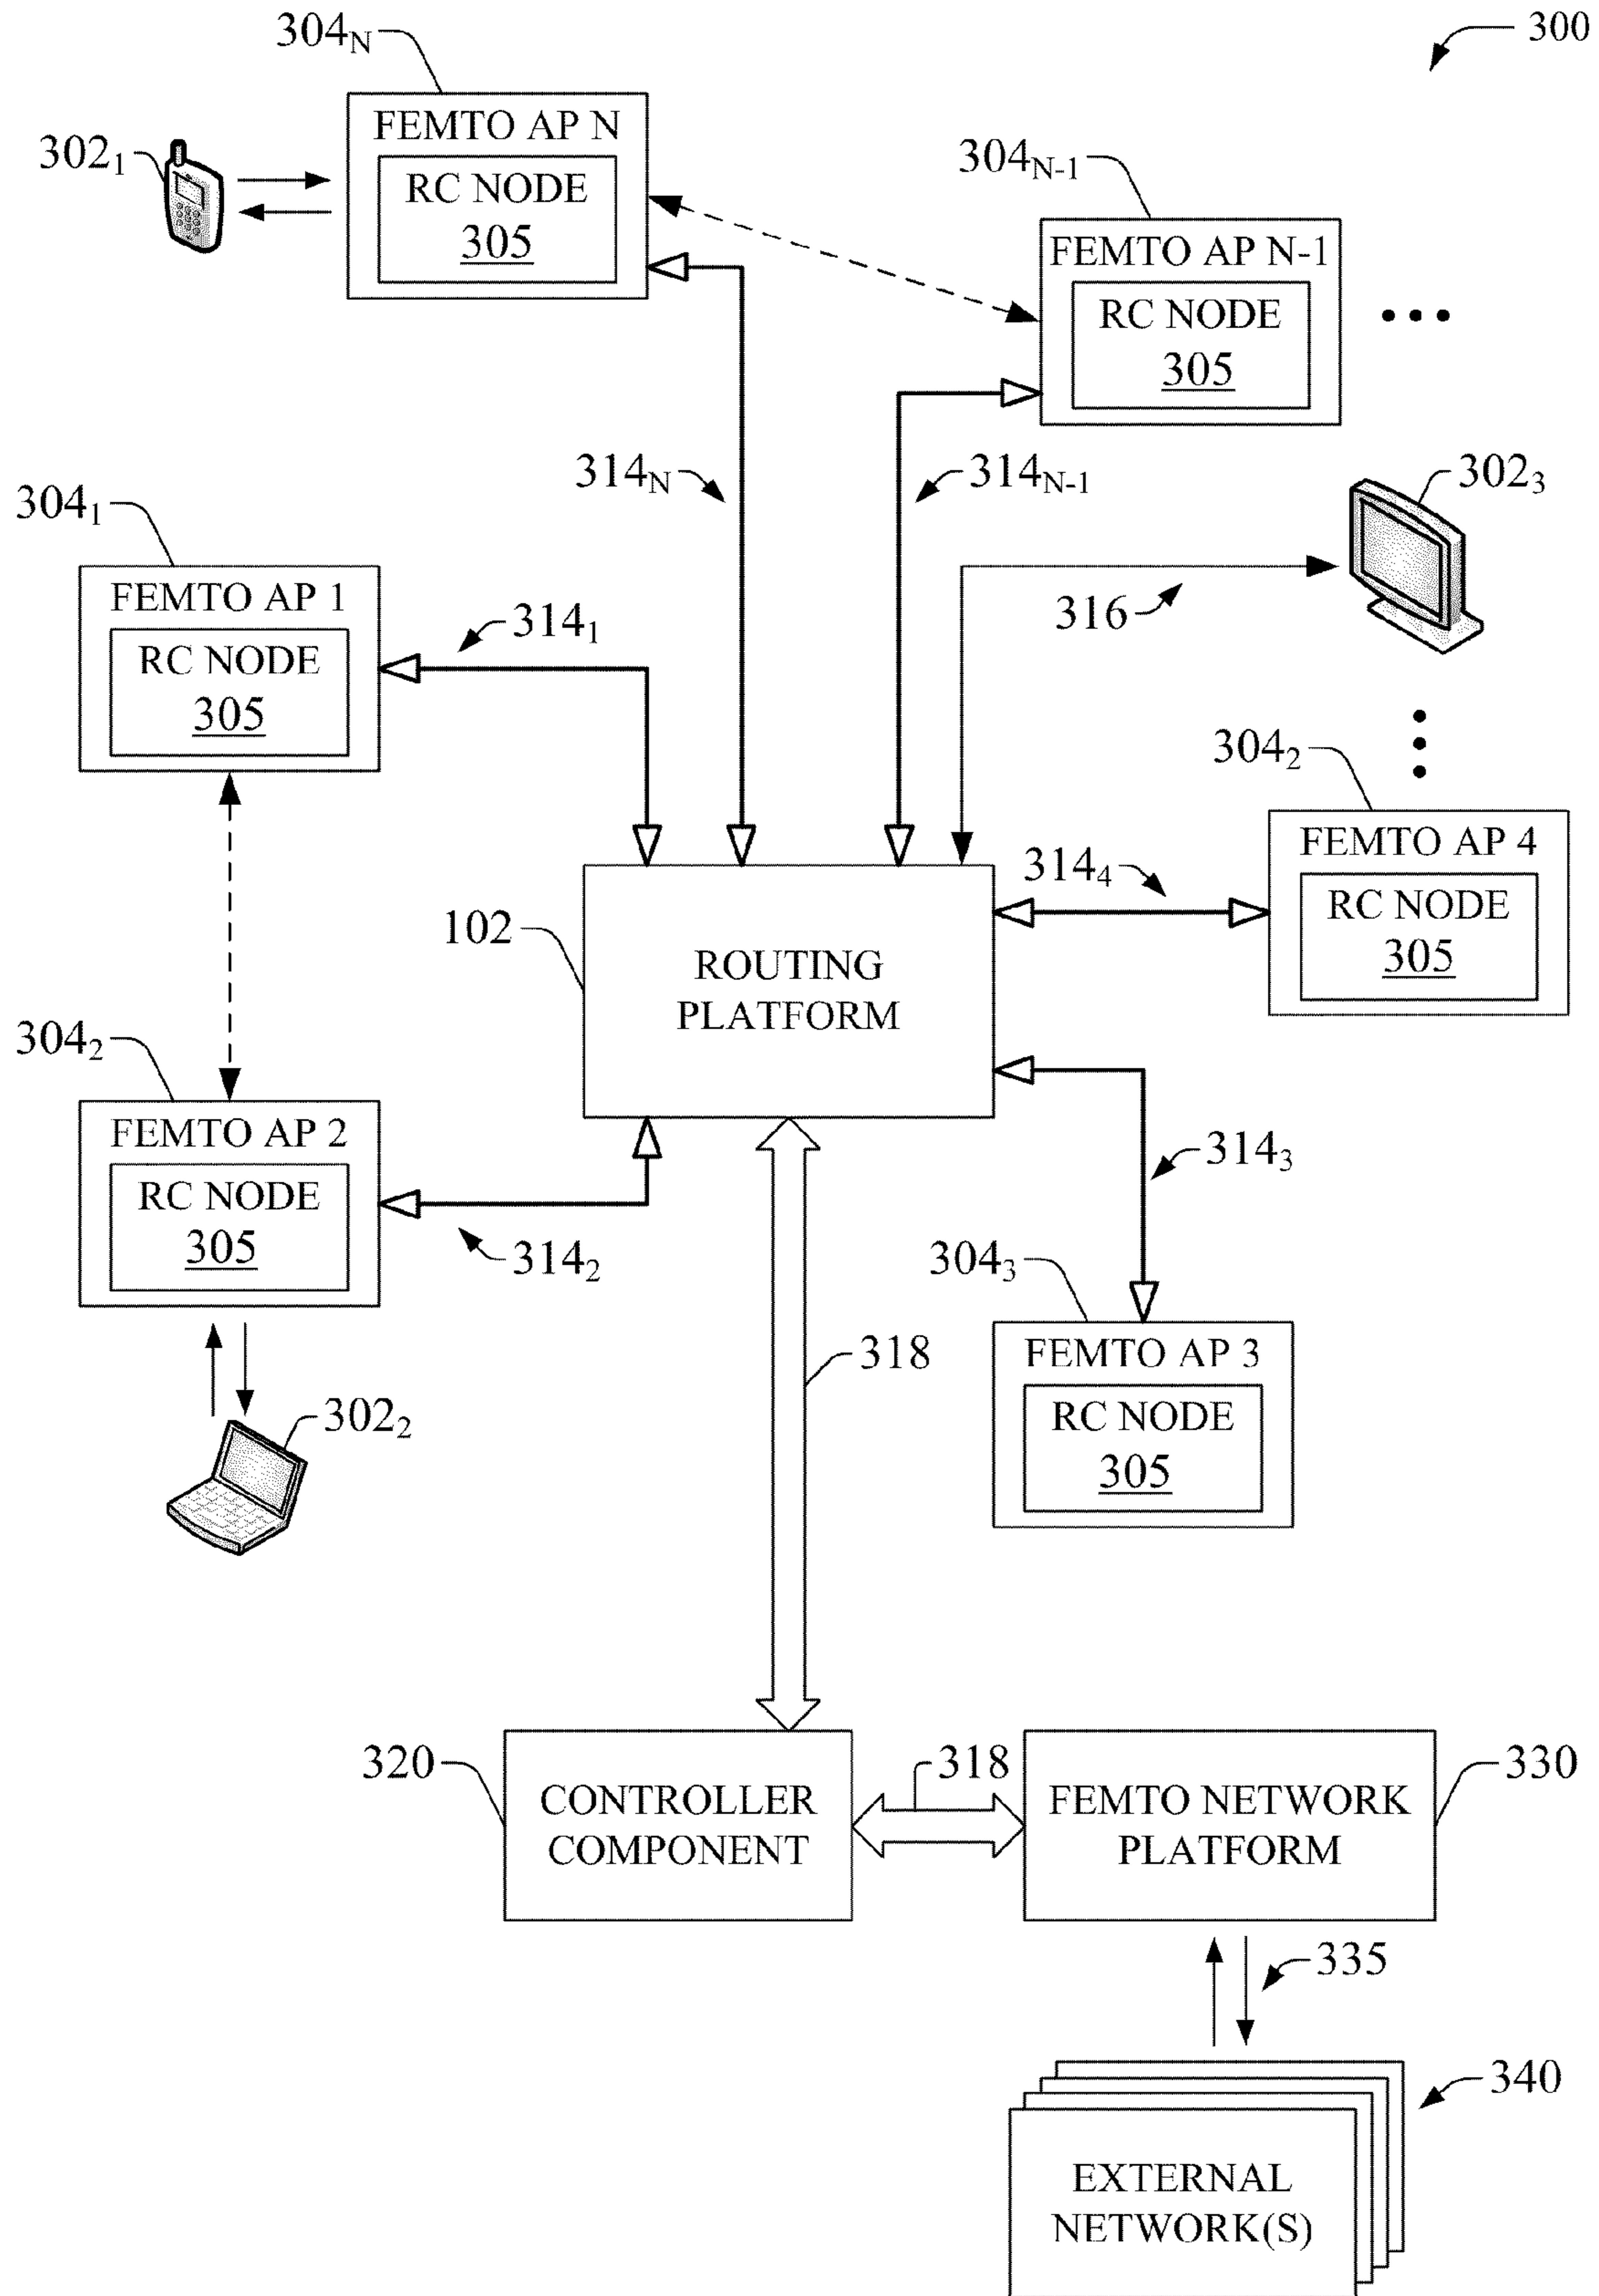 300
304N
FEMTO AP N
RC NODE
305
3021
304N-1
FEMTO AP N-1
RC NODE
305
314N
314N-1
3023
316
3041
FEMTO AP 1
RC NODE
305
3141
3042
FEMTO AP 4
RC NODE
305
3144
102
ROUTING
PLATFORM
3042
FEMTO AP 2
RC NODE
305
3142
3143
3043
FEMTO AP 3
RC NODE
305
318
3022
320
CONTROLLER
COMPONENT
318
FEMTO NETWORK
PLATFORM
330
335
340
EXTERNAL
NETWORK(S)